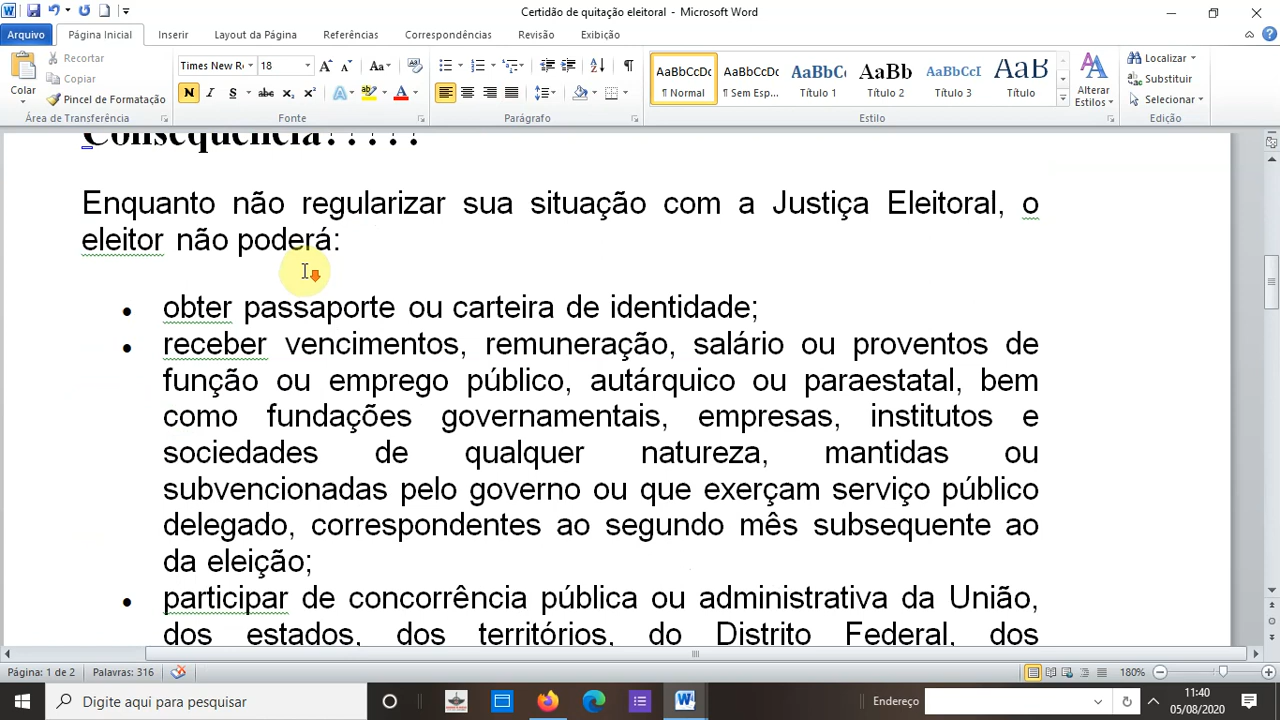 Certidão de quitação eleitoral - Microsoft Word
Arquivo Página Inicial Inserir Layout da Página Referências Correspondências Revisão Exibição
Colar
Recortar
Copiar
Pincel de Formatação
Área de Transferência
Times New R 18 Aa
N I S abc x₂ x² A A
Fonte
Parágrafo
AaBbCcDc AaBbCcDc AaBbC AaBb AaBbCcI AaB
¶ Normal ¶ Sem Esp... Título 1 Título 2 Título 3 Título
Alterar Estilos
Estilo
Localizar
Substituir
Selecionar
Edição
Consequência?????
Enquanto não regularizar sua situação com a Justiça Eleitoral, o
eleitor não poderá:
• obter passaporte ou carteira de identidade;
• receber vencimentos, remuneração, salário ou proventos de
função ou emprego público, autárquico ou paraestatal, bem
como fundações governamentais, empresas, institutos e
sociedades de qualquer natureza, mantidas ou
subvencionadas pelo governo ou que exerçam serviço público
delegado, correspondentes ao segundo mês subsequente ao
da eleição;
• participar de concorrência pública ou administrativa da União,
dos estados, dos territórios, do Distrito Federal, dos
Página: 1 de 2 Palavras: 316 180%
Digite aqui para pesquisar
Endereço
11:40
05/08/2020